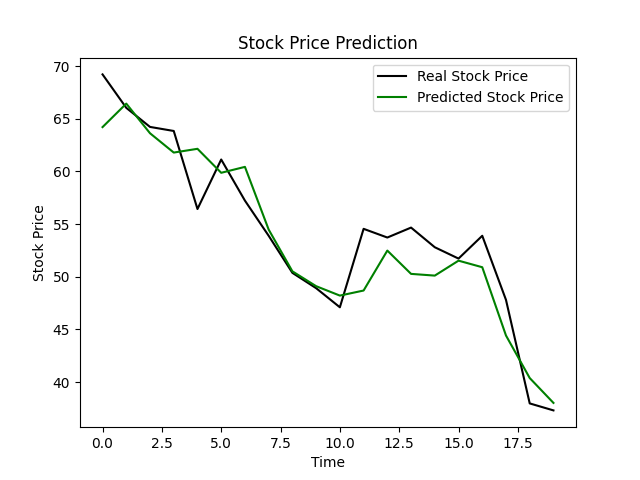 Stock Price Prediction
Real Stock Price
Predicted Stock Price
Stock Price
70
65
60
55
50
45
40
0.0 2.5 5.0 7.5 10.0 12.5 15.0 17.5
Time